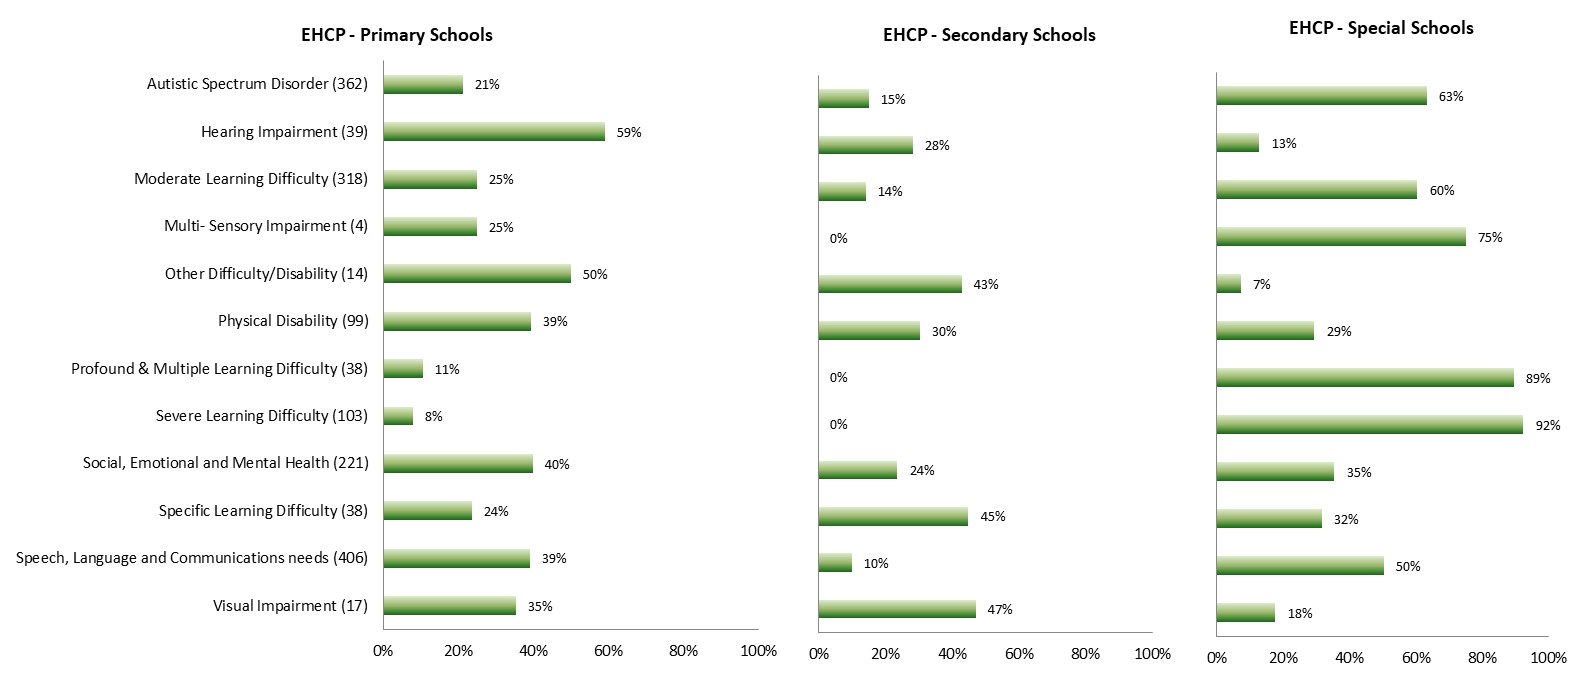 EHCP - Primary Schools
Autistic Spectrum Disorder (362) 21%
Hearing Impairment (39) 59%
Moderate Learning Difficulty (318) 25%
Multi- Sensory Impairment (4) 25%
Other Difficulty/Disability (14) 50%
Physical Disability (99) 39%
Profound & Multiple Learning Difficulty (38) 11%
Severe Learning Difficulty (103) 8%
Social, Emotional and Mental Health (221) 40%
Specific Learning Difficulty (38) 24%
Speech, Language and Communications needs (406) 39%
Visual Impairment (17) 35%
0% 20% 40% 60% 80% 100%
EHCP - Secondary Schools
15%
28%
14%
0%
43%
30%
0%
0%
24%
45%
10%
47%
0% 20% 40% 60% 80% 100%
EHCP - Special Schools
63%
13%
60%
75%
7%
29%
89%
92%
35%
32%
50%
18%
0% 20% 40% 60% 80% 100%